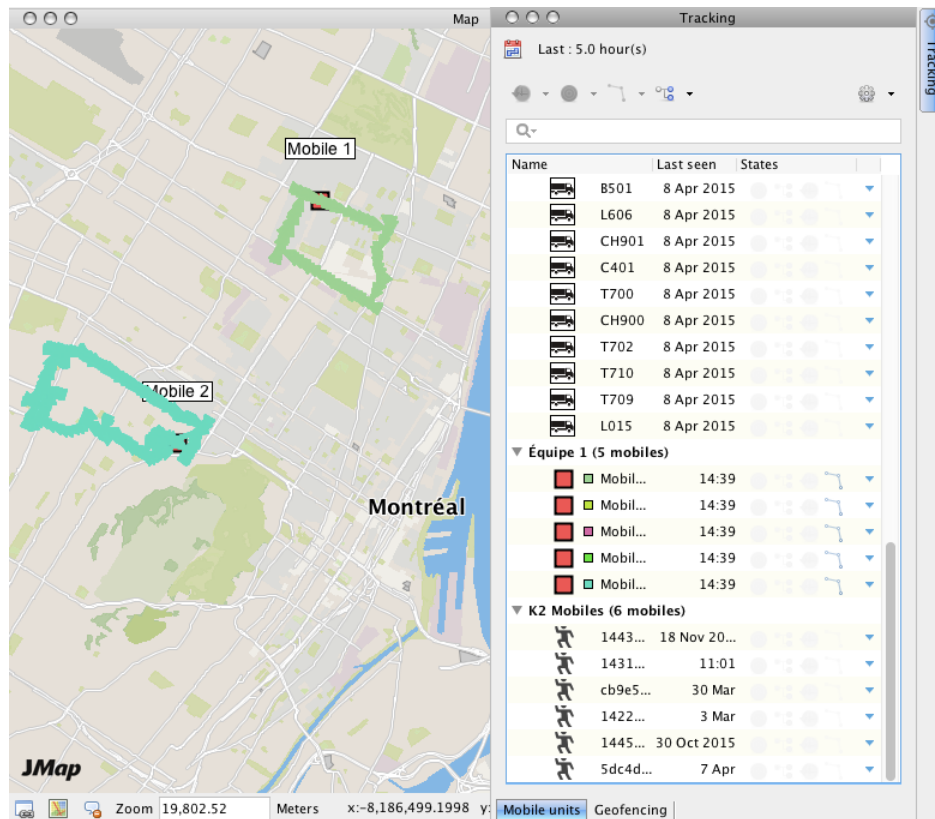 Map
Mobile 1
Mobile 2
Montréal
JMap
Zoom 19,802.52 Meters x:-8,186,499.1998 y:
Tracking
Last : 5.0 hour(s)
Name Last seen States
B501 8 Apr 2015
L606 8 Apr 2015
CH901 8 Apr 2015
C401 8 Apr 2015
T700 8 Apr 2015
CH900 8 Apr 2015
T702 8 Apr 2015
T710 8 Apr 2015
T709 8 Apr 2015
L015 8 Apr 2015
Équipe 1 (5 mobiles)
Mobil... 14:39
Mobil... 14:39
Mobil... 14:39
Mobil... 14:39
Mobil... 14:39
K2 Mobiles (6 mobiles)
1443... 18 Nov 20...
1431... 11:01
cb9e5... 30 Mar
1422... 3 Mar
1445... 30 Oct 2015
5dc4d... 7 Apr
Mobile units Geofencing
Tracking